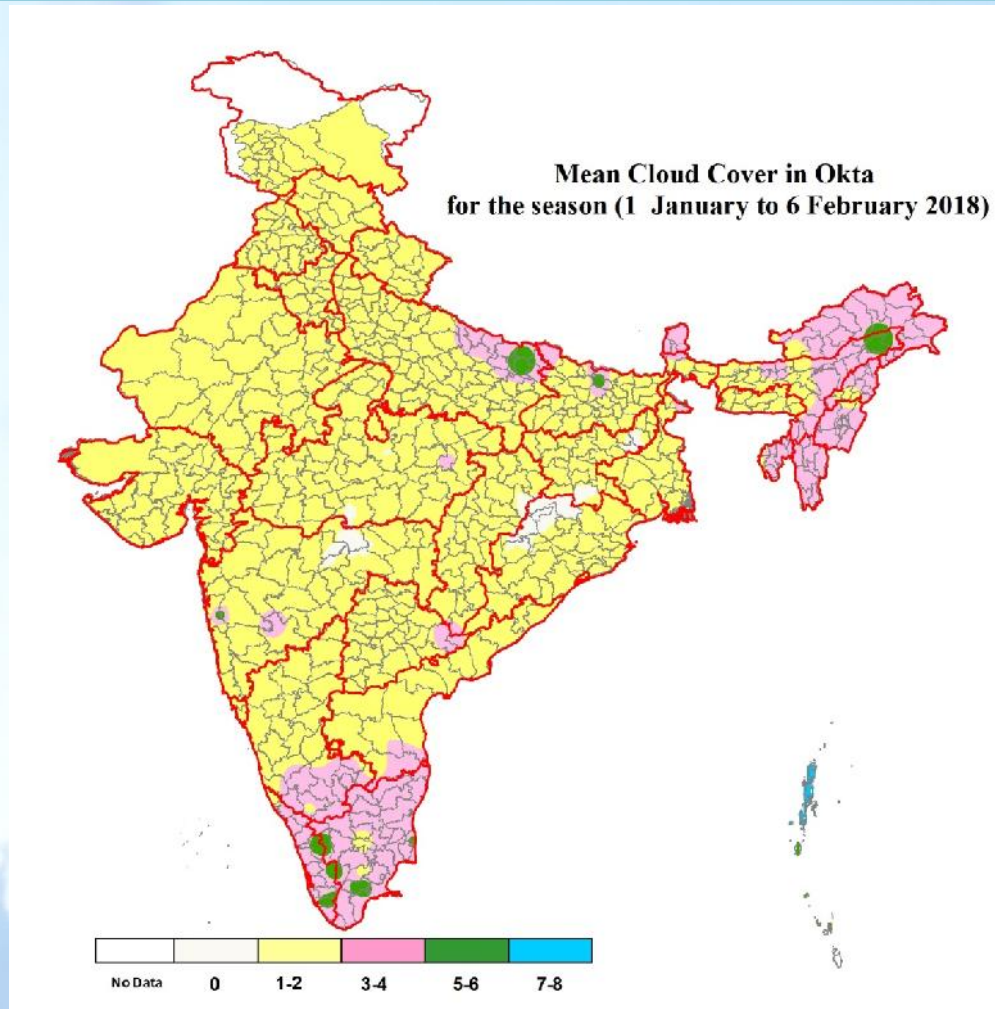 Mean Cloud Cover in Okta
for the season (1 January to 6 February 2018)
No Data 0 1-2 3-4 5-6 7-8